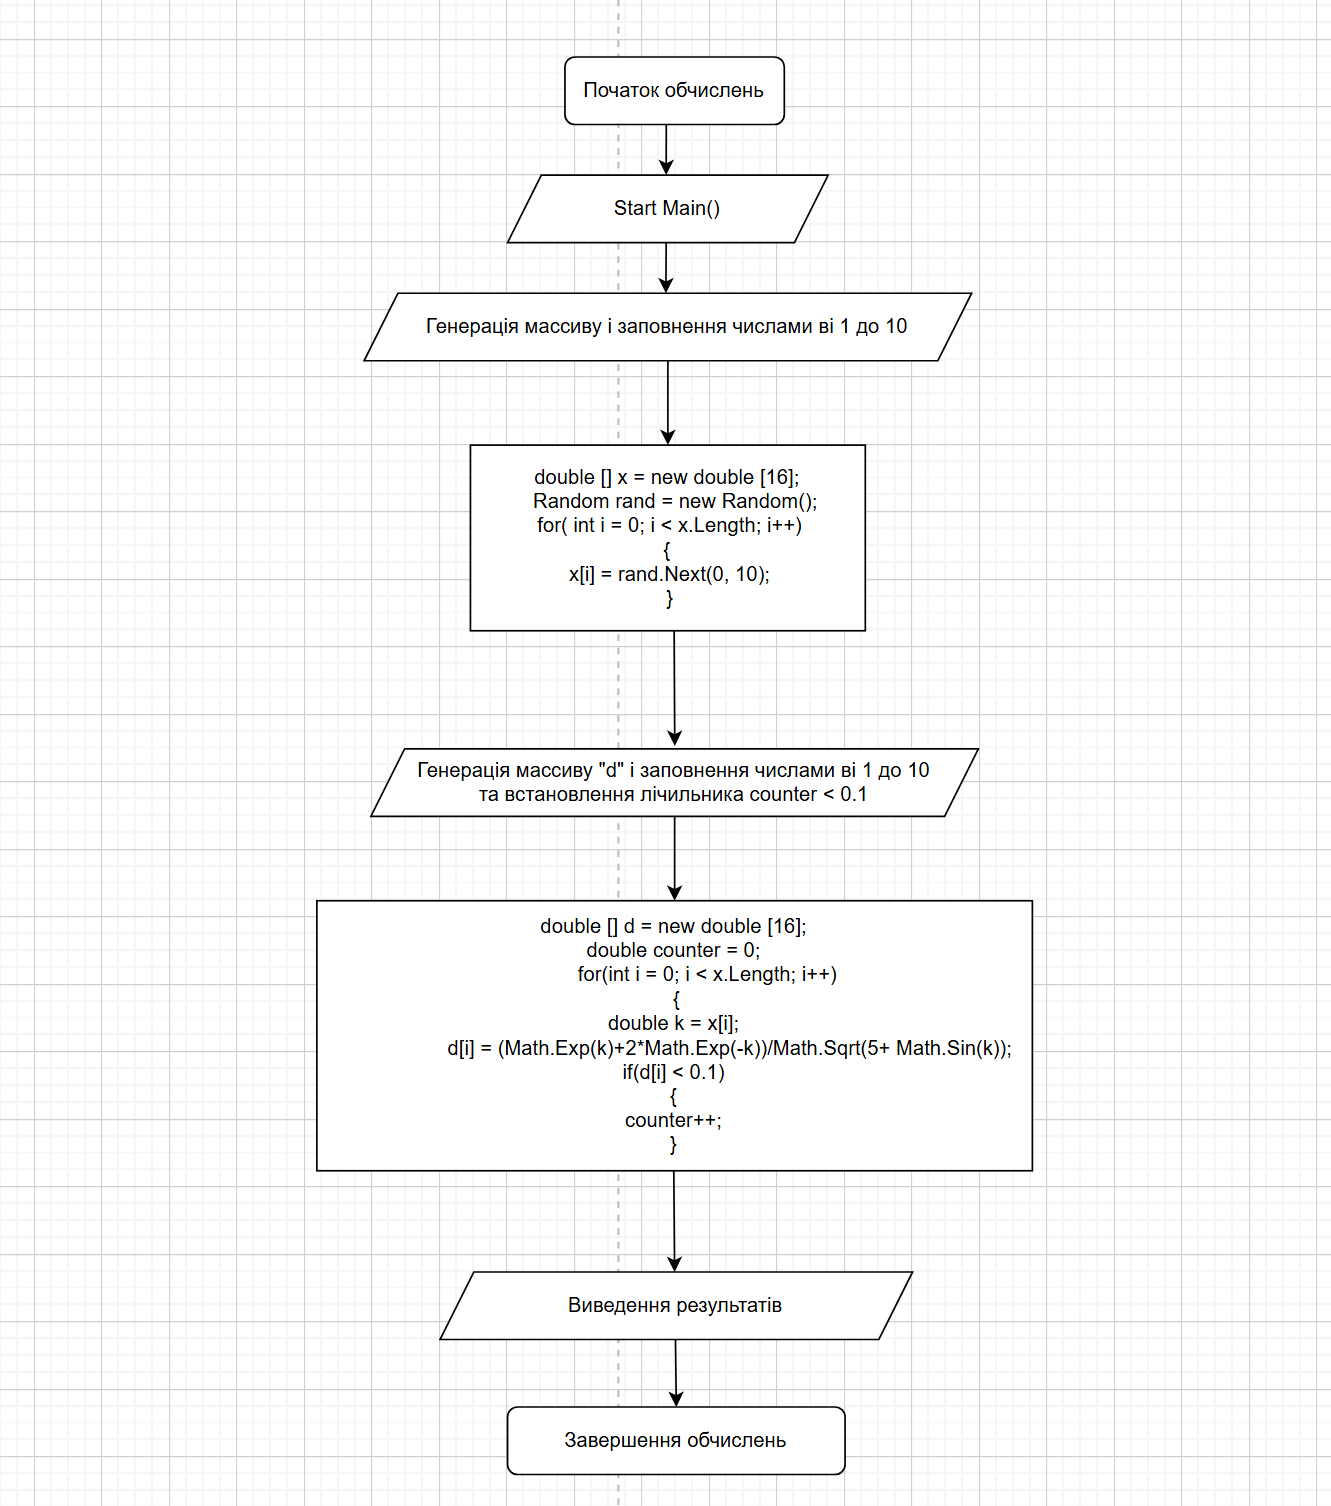 Початок обчислень
Start Main()
Генерація массиву і заповнення числами ві 1 до 10
double [] x = new double [16];
Random rand = new Random();
for( int i = 0; i < x.Length; i++)
{
x[i] = rand.Next(0, 10);
}
Генерація массиву "d" і заповнення числами ві 1 до 10
та встановлення лічильника counter < 0.1
double [] d = new double [16];
double counter = 0;
for(int i = 0; i < x.Length; i++)
{
double k = x[i];
d[i] = (Math.Exp(k)+2*Math.Exp(-k))/Math.Sqrt(5+ Math.Sin(k));
if(d[i] < 0.1)
{
counter++;
}
Виведення результатів
Завершення обчислень